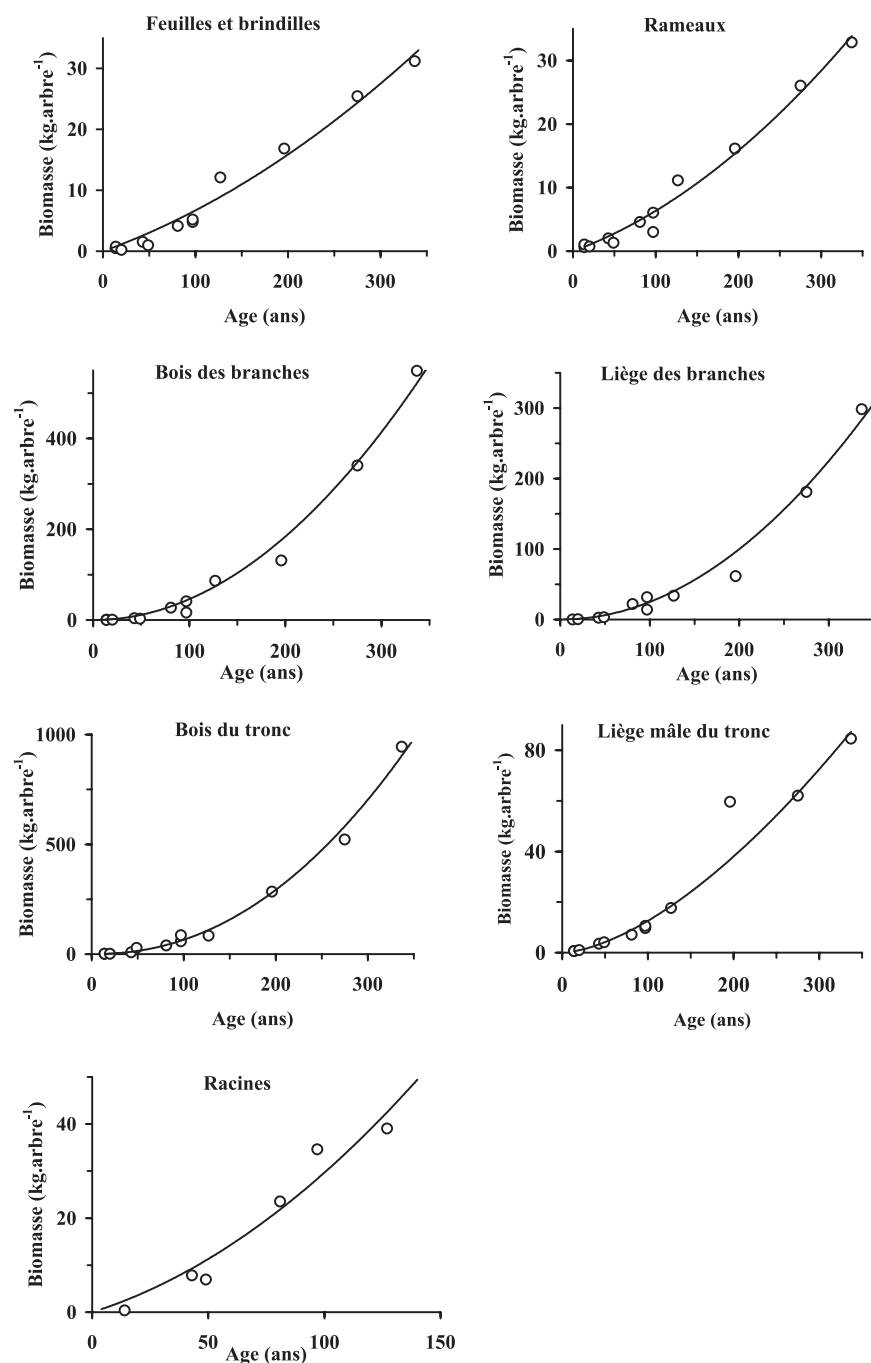 Feuilles et brindilles
Biomasse (kg.arbre⁻¹)
30
20
10
0
0 100 200 300
Age (ans)
Rameaux
Biomasse (kg.arbre⁻¹)
30
20
10
0
0 100 200 300
Age (ans)
Bois des branches
Biomasse (kg.arbre⁻¹)
400
200
0
0 100 200 300
Age (ans)
Liège des branches
Biomasse (kg.arbre⁻¹)
300
200
100
0
0 100 200 300
Age (ans)
Bois du tronc
Biomasse (kg.arbre⁻¹)
1000
500
0
0 100 200 300
Age (ans)
Liège mâle du tronc
Biomasse (kg.arbre⁻¹)
80
40
0
0 100 200 300
Age (ans)
Racines
Biomasse (kg.arbre⁻¹)
40
20
0
0 50 100 150
Age (ans)